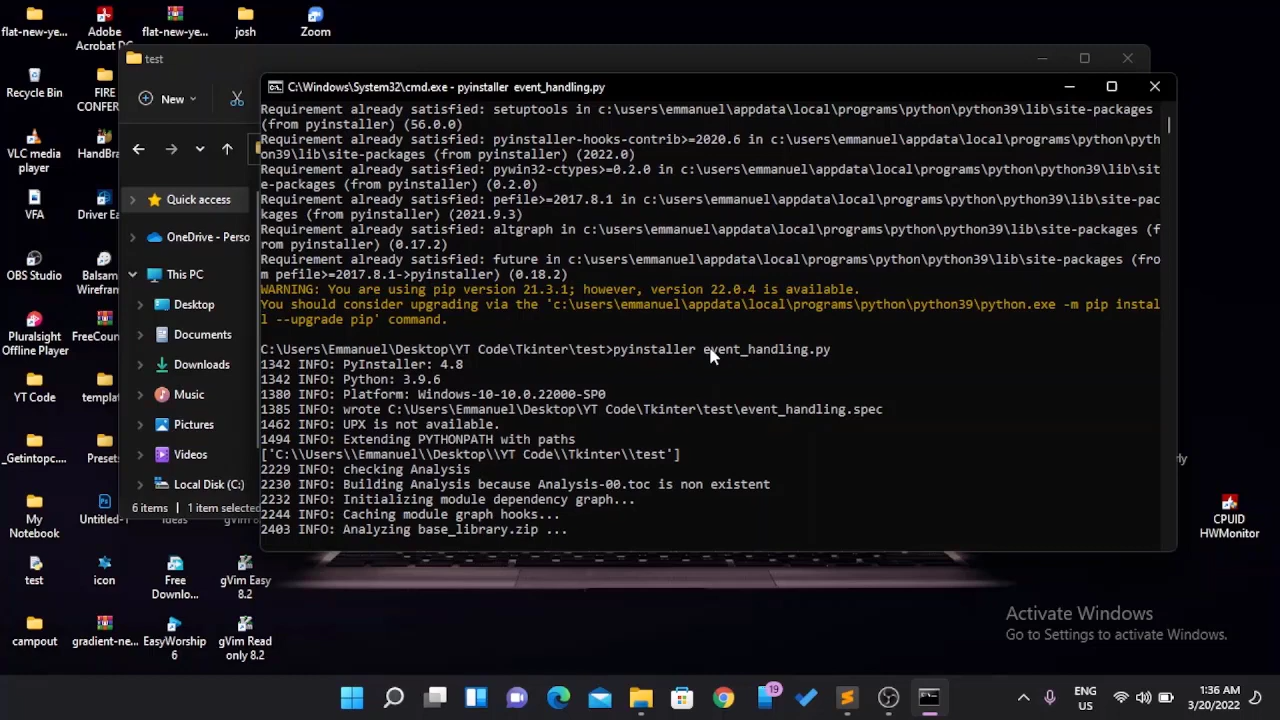 flat-new-ye...
Adobe Acrobat DC
flat-new-ye...
josh
Zoom
test
Recycle Bin
FIRE CONFER...
New
C:\Windows\System32\cmd.exe - pyinstaller event_handling.py
Requirement already satisfied: setuptools in c:\users\emmanuel\appdata\local\programs\python\python39\lib\site-packages
(from pyinstaller) (56.0.0)
Requirement already satisfied: pyinstaller-hooks-contrib>=2020.6 in c:\users\emmanuel\appdata\local\programs\python\pyth
on39\lib\site-packages (from pyinstaller) (2022.0)
Requirement already satisfied: pywin32-ctypes>=0.2.0 in c:\users\emmanuel\appdata\local\programs\python\python39\lib\sit
e-packages (from pyinstaller) (0.2.0)
Requirement already satisfied: pefile>=2017.8.1 in c:\users\emmanuel\appdata\local\programs\python\python39\lib\site-pac
kages (from pyinstaller) (2021.9.3)
Requirement already satisfied: altgraph in c:\users\emmanuel\appdata\local\programs\python\python39\lib\site-packages (f
rom pyinstaller) (0.17.2)
Requirement already satisfied: future in c:\users\emmanuel\appdata\local\programs\python\python39\lib\site-packages (fro
m pefile>=2017.8.1->pyinstaller) (0.18.2)
WARNING: You are using pip version 21.3.1; however, version 22.0.4 is available.
You should consider upgrading via the 'c:\users\emmanuel\appdata\local\programs\python\python39\python.exe -m pip instal
l --upgrade pip' command.
C:\Users\Emmanuel\Desktop\YT Code\Tkinter\test>pyinstaller event_handling.py
1342 INFO: PyInstaller: 4.8
1342 INFO: Python: 3.9.6
1380 INFO: Platform: Windows-10-10.0.22000-SP0
1385 INFO: wrote C:\Users\Emmanuel\Desktop\YT Code\Tkinter\test\event_handling.spec
1462 INFO: UPX is not available.
1494 INFO: Extending PYTHONPATH with paths
['C:\\Users\\Emmanuel\\Desktop\\YT Code\\Tkinter\\test']
2229 INFO: checking Analysis
2230 INFO: Building Analysis because Analysis-00.toc is non existent
2232 INFO: Initializing module dependency graph...
2244 INFO: Caching module graph hooks...
2403 INFO: Analyzing base_library.zip ...
VLC media player
HandBra
VFA
Driver Ea
OBS Studio
Balsam
Wirefram
Pluralsight Offline Player
FreeCoun
YT Code
templa
_Getintopc....
Preset
My Notebook
Untitled-1
Ideas
gVim
test
icon
Free Downlo...
gVim Easy 8.2
campout
gradient-ne...
EasyWorship 6
gVim Read only 8.2
Quick access
OneDrive - Perso
This PC
Desktop
Documents
Downloads
Music
Pictures
Videos
Local Disk (C:)
6 items
1 item selected
rly
CPUID HWMonitor
Activate Windows
Go to Settings to activate Windows.
19
ENG
US
1:36 AM
3/20/2022